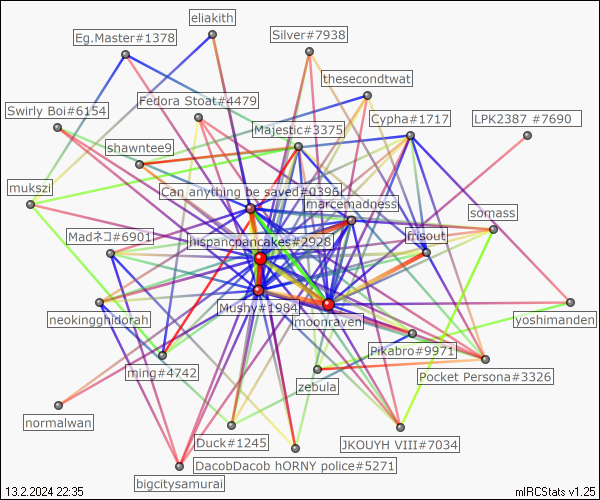 eliakith
Silver#7938
Eg.Master#1378
thesecondtwat
Fedora Stoat#4479
Swirly Boi#6154
Cypha#1717
LPK2387 #7690
Majestic#3375
shawntee9
mukszi
Can anything be saved#0396
marcemadness
somass
Madネコ#6901
hispancpancakes#2928
frisout
Mushy#1984
moonraven
neokingghidorah
yoshimanden
Pikabro#9971
ming#4742
zebula
Pocket Persona#3326
normalwan
Duck#1245
JKOUYH VIII#7034
DacobDacob hORNY police#5271
bigcitysamurai
13.2.2024 22:35
mIRCStats v1.25